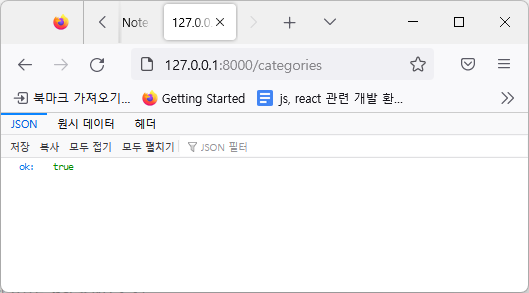 Note
127.0.0
127.0.0.1:8000/categories
북마크 가져오기... Getting Started js, react 관련 개발 환...
JSON 원시 데이터 헤더
저장 복사 모두 접기 모두 펼치기 JSON 필터
ok: true